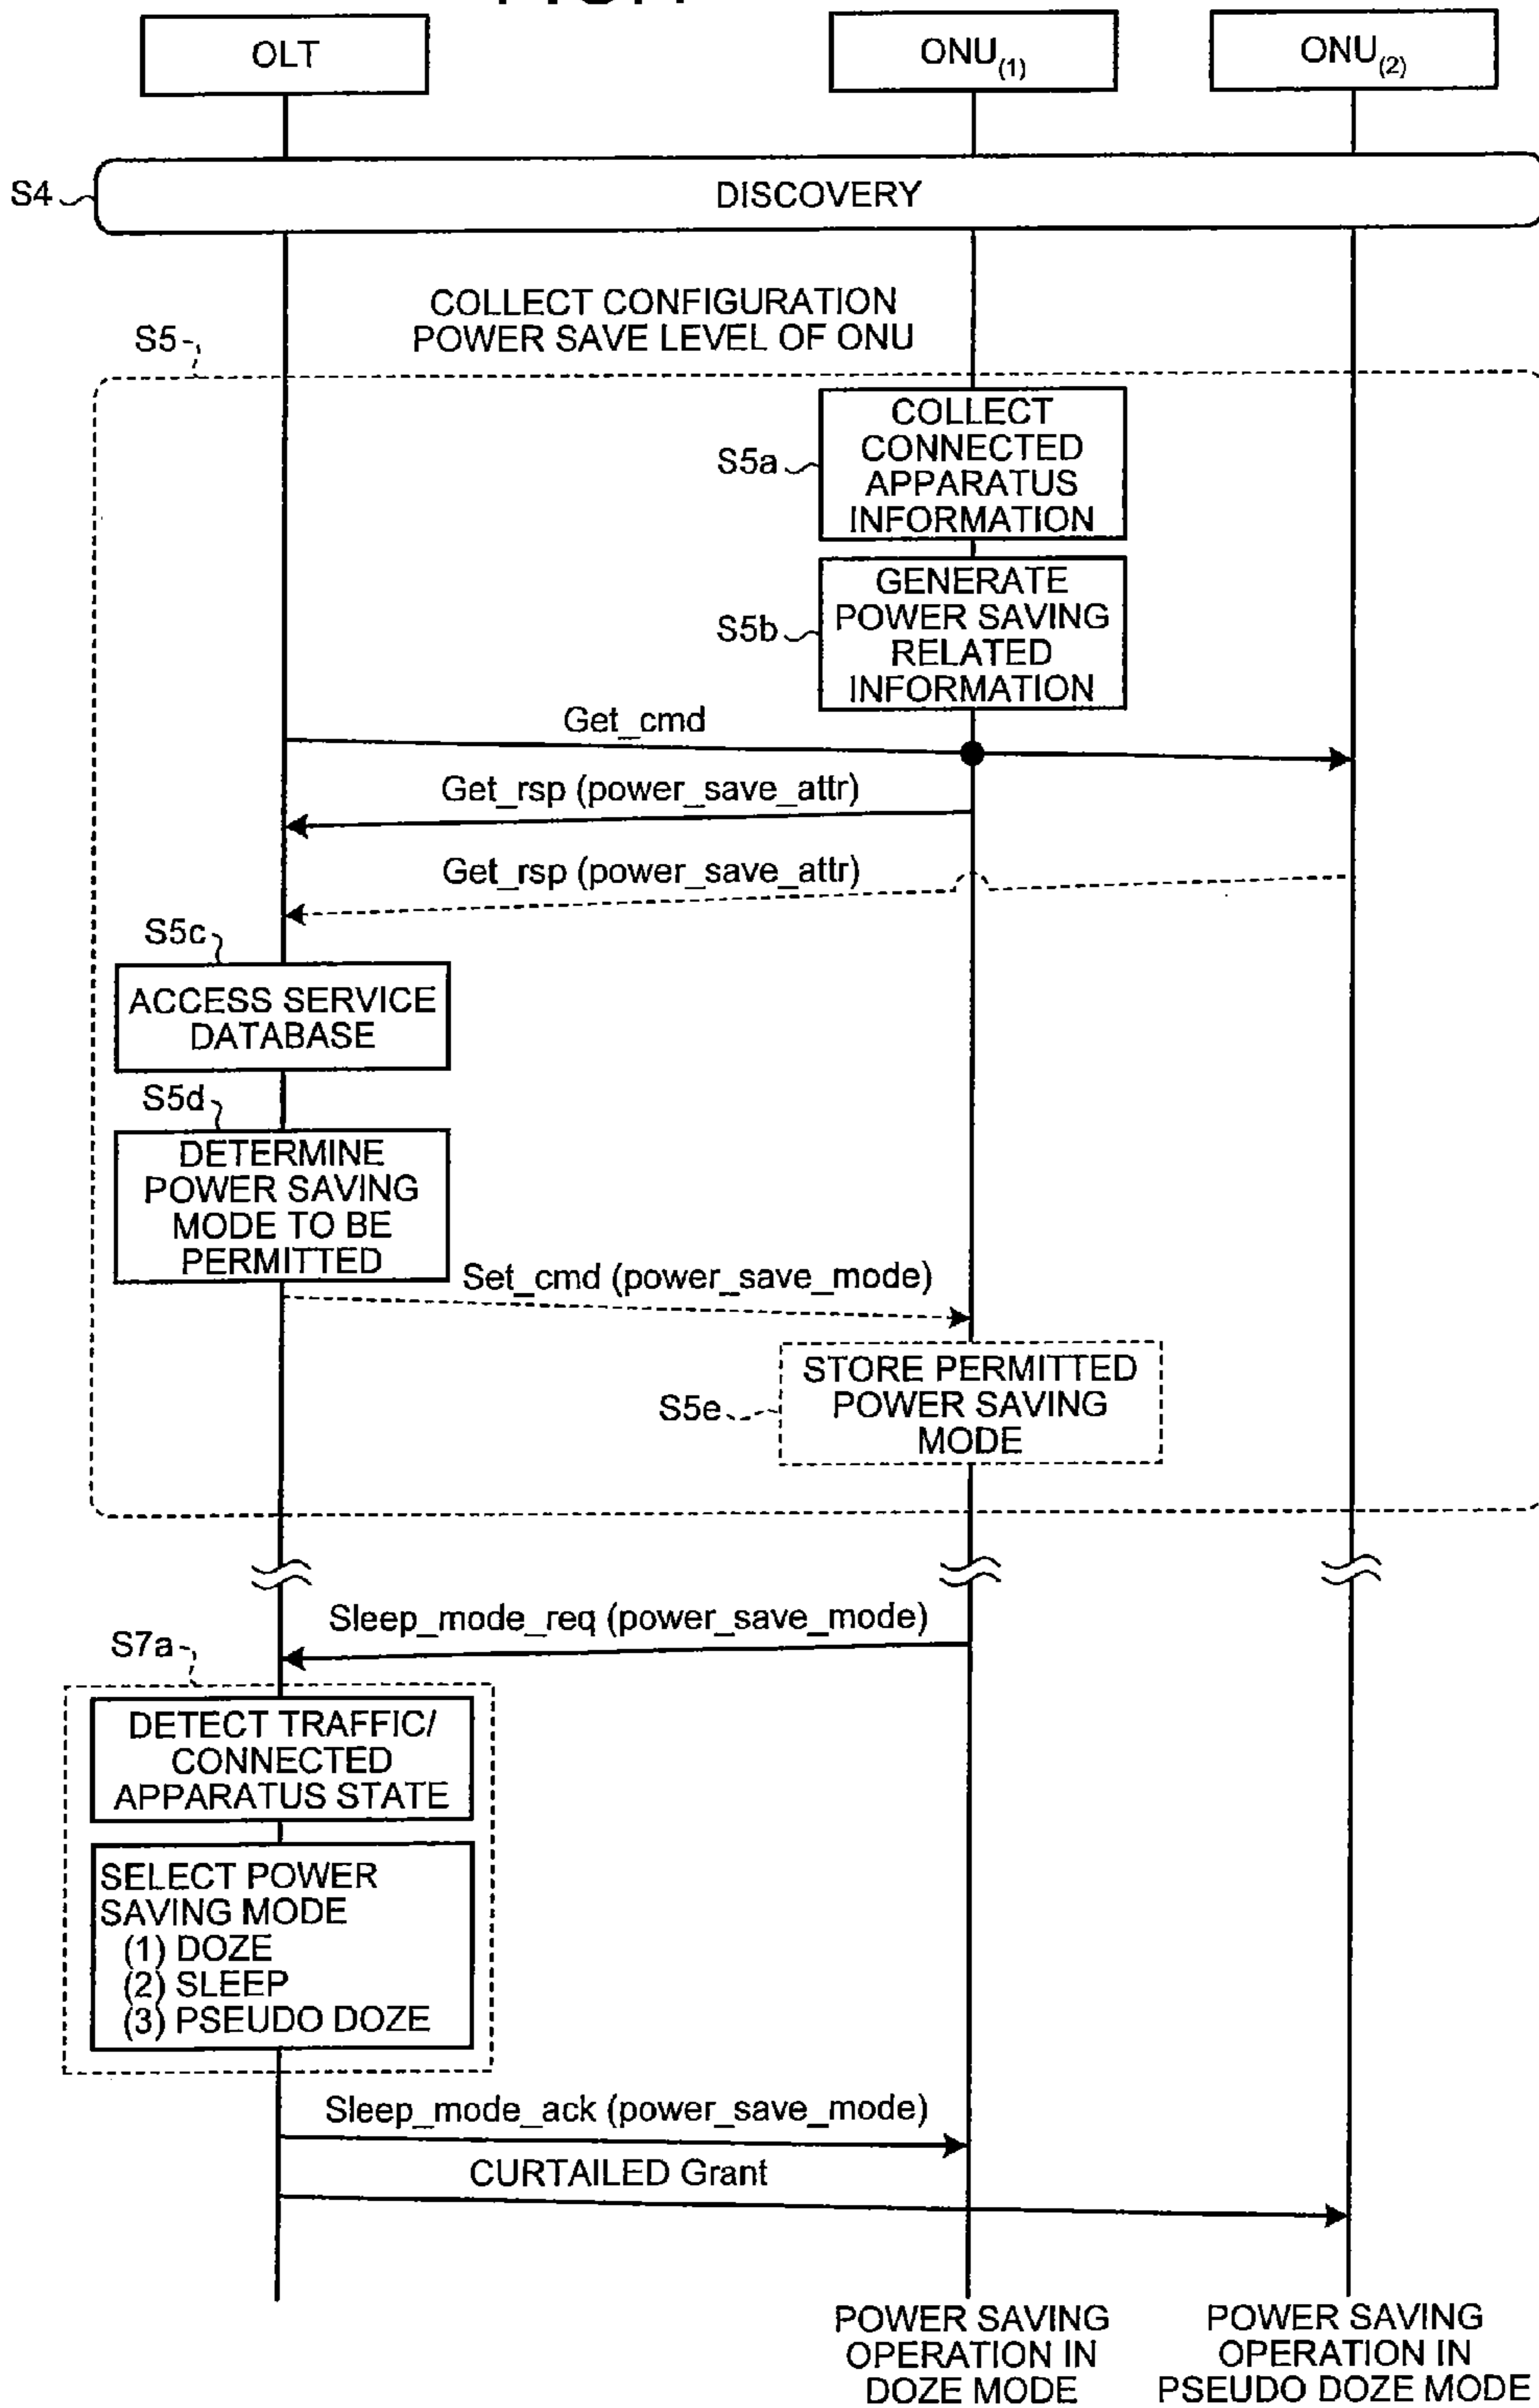 OLT
ONU(1)
ONU(2)
S4
DISCOVERY
COLLECT CONFIGURATION
POWER SAVE LEVEL OF ONU
S5
S5a
COLLECT
CONNECTED
APPARATUS
INFORMATION
S5b
GENERATE
POWER SAVING
RELATED
INFORMATION
Get_cmd
Get_rsp (power_save_attr)
Get_rsp (power_save_attr)
S5c
ACCESS SERVICE
DATABASE
S5d
DETERMINE
POWER SAVING
MODE TO BE
PERMITTED
Set_cmd (power_save_mode)
S5e
STORE PERMITTED
POWER SAVING
MODE
Sleep_mode_req (power_save_mode)
S7a
DETECT TRAFFIC/
CONNECTED
APPARATUS STATE
SELECT POWER
SAVING MODE
(1) DOZE
(2) SLEEP
(3) PSEUDO DOZE
Sleep_mode_ack (power_save_mode)
CURTAILED Grant
POWER SAVING
OPERATION IN
DOZE MODE
POWER SAVING
OPERATION IN
PSEUDO DOZE MODE